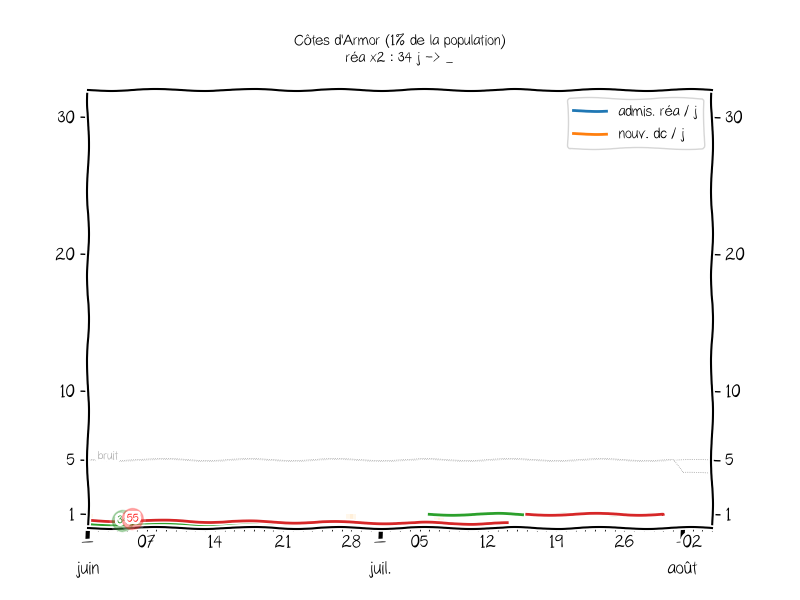 Côtes d'Armor (1% de la population)
réa x2 : 34 j -> _
admis. réa / j
nouv. dc / j
30
30
20
20
10
10
5
bruit
5
1
55
1
07
14
21
28
05
12
19
26
02
juin
juil.
août